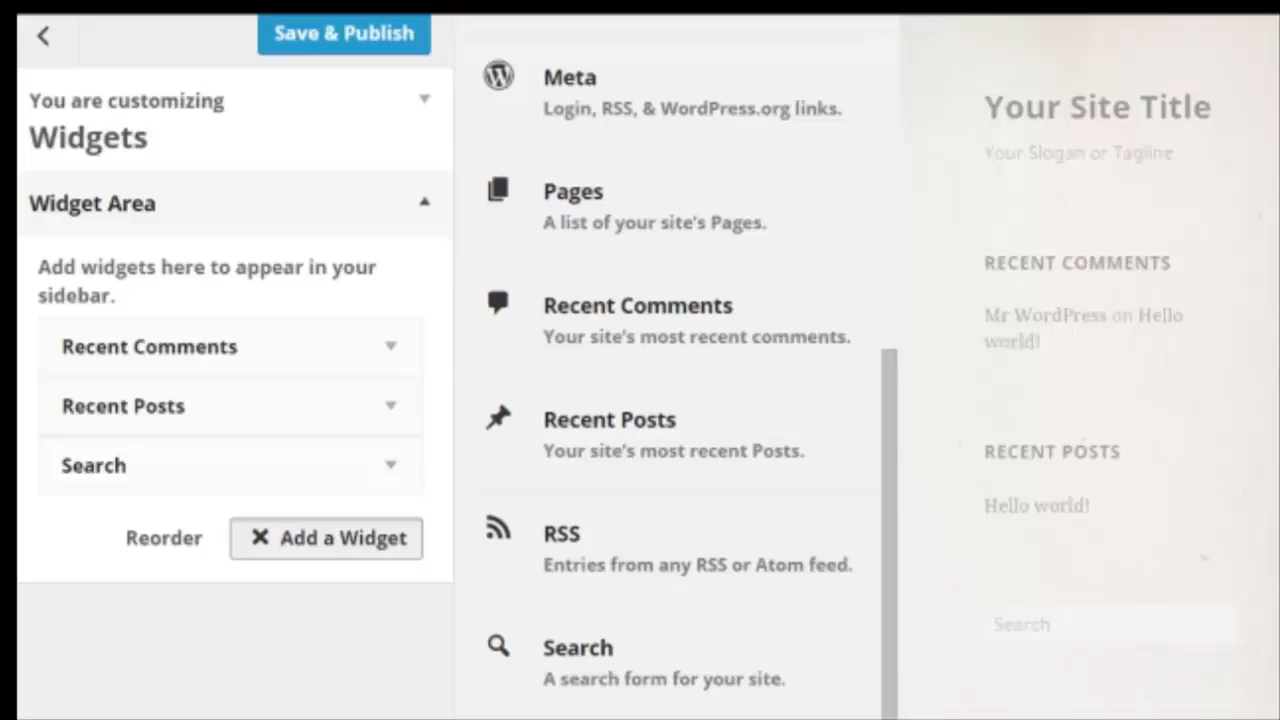 Save & Publish
You are customizing
Widgets
Widget Area
Add widgets here to appear in your
sidebar.
Recent Comments
Recent Posts
Search
Reorder
Add a Widget
Meta
Login, RSS, & WordPress.org links.
Pages
A list of your site's Pages.
Recent Comments
Your site's most recent comments.
Recent Posts
Your site's most recent Posts.
RSS
Entries from any RSS or Atom feed.
Search
A search form for your site.
Your Site Title
Your Slogan or Tagline
RECENT COMMENTS
Mr WordPress on Hello
world!
RECENT POSTS
Hello world!
Search